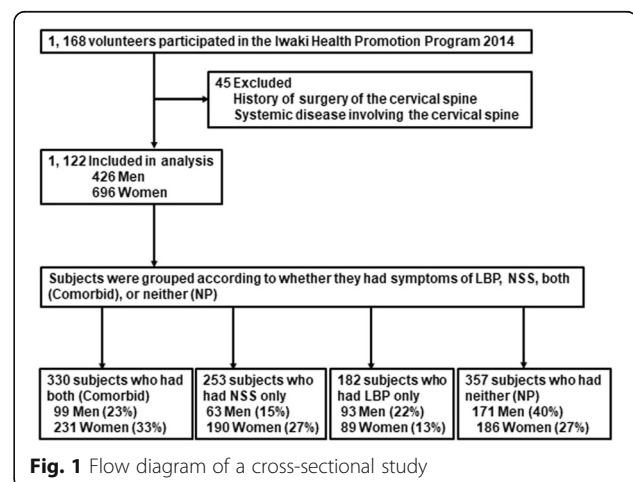 1, 168 volunteers participated in the Iwaki Health Promotion Program 2014
45 Excluded
History of surgery of the cervical spine
Systemic disease involving the cervical spine
1, 122 Included in analysis
426 Men
696 Women
Subjects were grouped according to whether they had symptoms of LBP, NSS, both
(Comorbid), or neither (NP)
330 subjects who had
both (Comorbid)
99 Men (23%)
231 Women (33%)
253 subjects who
had NSS only
63 Men (15%)
190 Women (27%)
182 subjects who
had LBP only
93 Men (22%)
89 Women (13%)
357 subjects who had
neither (NP)
171 Men (40%)
186 Women (27%)
Fig. 1 Flow diagram of a cross-sectional study